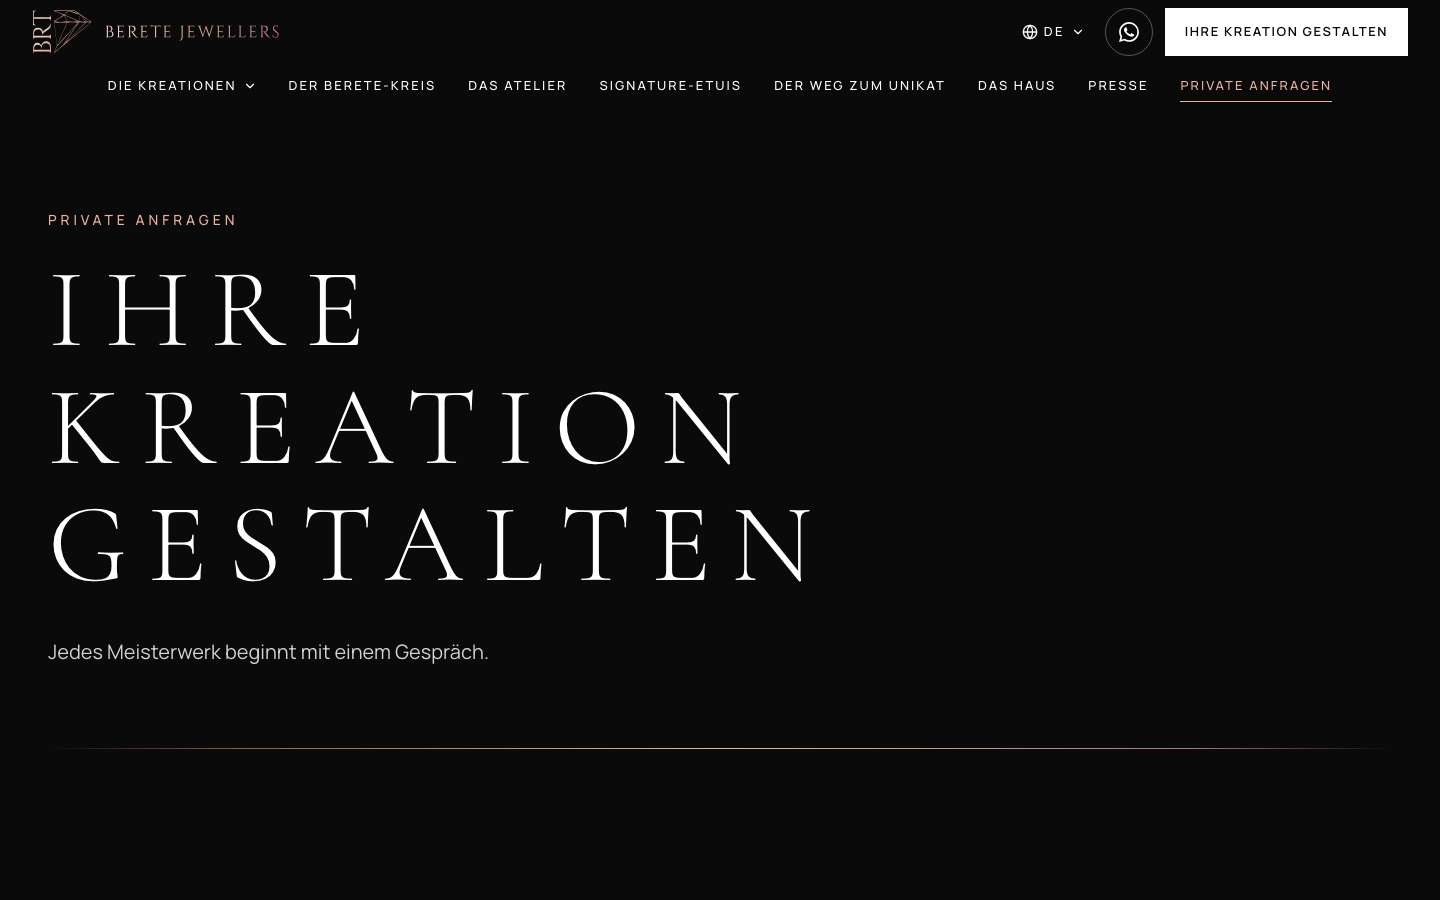 BRT
BERETE JEWELLERS
DE
IHRE KREATION GESTALTEN
DIE KREATIONEN
DER BERETE-KREIS
DAS ATELIER
SIGNATURE-ETUIS
DER WEG ZUM UNIKAT
DAS HAUS
PRESSE
PRIVATE ANFRAGEN
PRIVATE ANFRAGEN
IHRE
KREATION
GESTALTEN
Jedes Meisterwerk beginnt mit einem Gespräch.